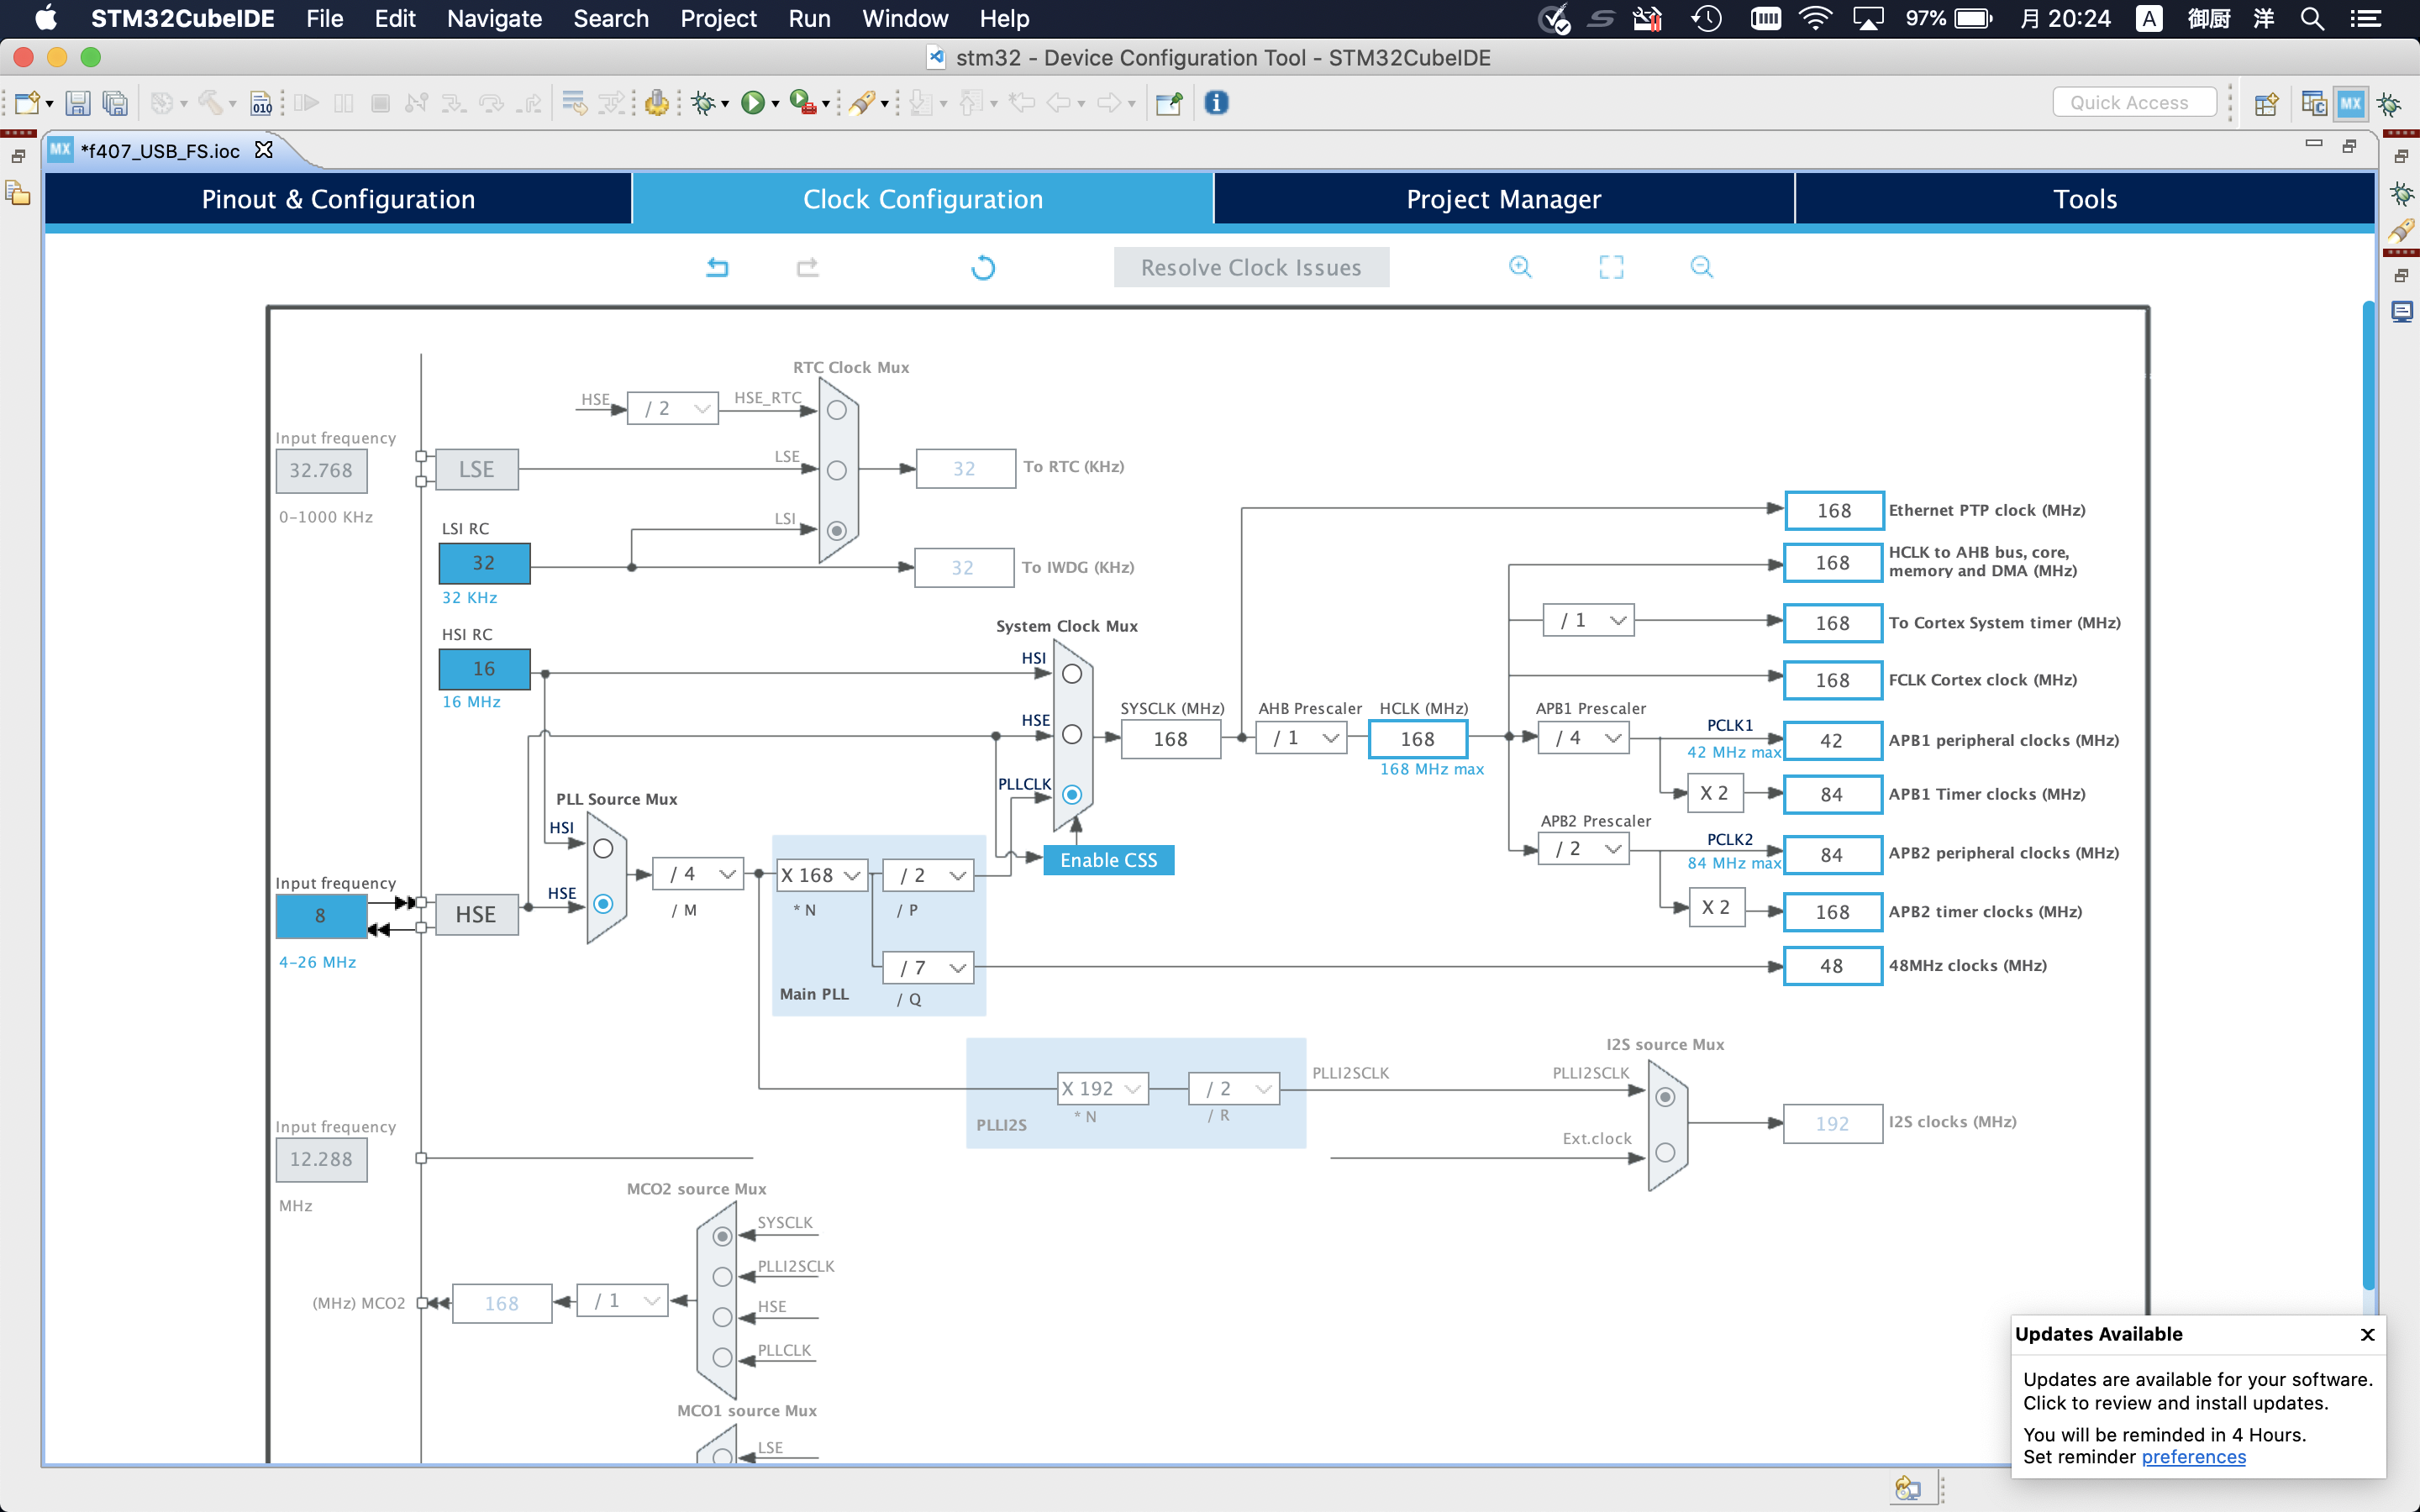 STM32CubeIDE File Edit Navigate Search Project Run Window Help 97% 月 20:24 A 御厨 洋
stm32 - Device Configuration Tool - STM32CubeIDE
010 Quick Access MX
MX *f407_USB_FS.ioc
Pinout & Configuration Clock Configuration Project Manager Tools
Resolve Clock Issues
RTC Clock Mux
HSE / 2 HSE_RTC
Input frequency
32.768 LSE LSE 32 To RTC (KHz)
0-1000 KHz
LSI RC LSI
32 32 To IWDG (KHz)
32 KHz
168 Ethernet PTP clock (MHz)
168 HCLK to AHB bus, core,
memory and DMA (MHz)
HSI RC System Clock Mux / 1 168 To Cortex System timer (MHz)
16 HSI
16 MHz
168 FCLK Cortex clock (MHz)
HSE SYSCLK (MHz) AHB Prescaler HCLK (MHz) APB1 Prescaler PCLK1
168 / 1 168 / 4 42 APB1 peripheral clocks (MHz)
168 MHz max 42 MHz max
PLLCLK X 2 84 APB1 Timer clocks (MHz)
PLL Source Mux
HSI APB2 Prescaler PCLK2
Enable CSS / 2 84 APB2 peripheral clocks (MHz)
84 MHz max
Input frequency HSE / 4 X 168 / 2
8 HSE / M * N / P X 2 168 APB2 timer clocks (MHz)
4-26 MHz
/ 7 48 48MHz clocks (MHz)
Main PLL / Q
I2S source Mux
X 192 / 2 PLLI2SCLK PLLI2SCLK
PLLI2S * N / R
192 I2S clocks (MHz)
Input frequency Ext.clock
12.288
MHz
MCO2 source Mux
SYSCLK
PLLI2SCLK
(MHz) MCO2 168 / 1 HSE
PLLCLK
MCO1 source Mux
LSE
Updates Available X
Updates are available for your software.
Click to review and install updates.
You will be reminded in 4 Hours.
Set reminder preferences